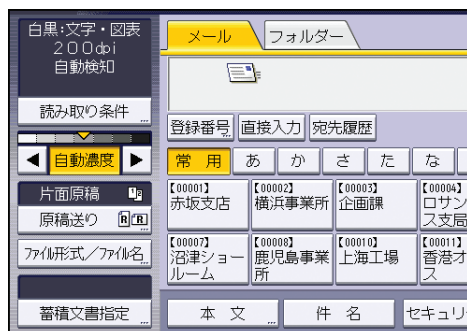 白黒:文字・図表
200dpi
自動検知
読み取り条件
自動濃度
片面原稿
原稿送り
ファイル形式/ファイル名
蓄積文書指定
メール
フォルダー
登録番号
直接入力
宛先履歴
常用
あ
か
さ
た
な
【00001】
赤坂支店
【00002】
横浜事業所
【00003】
企画課
【00004】
ロサン
ス支局
【00007】
沼津ショー
ルーム
【00008】
鹿児島事業
所
【00010】
上海工場
【00011】
香港オ
ス
本文
件名
セキュリ